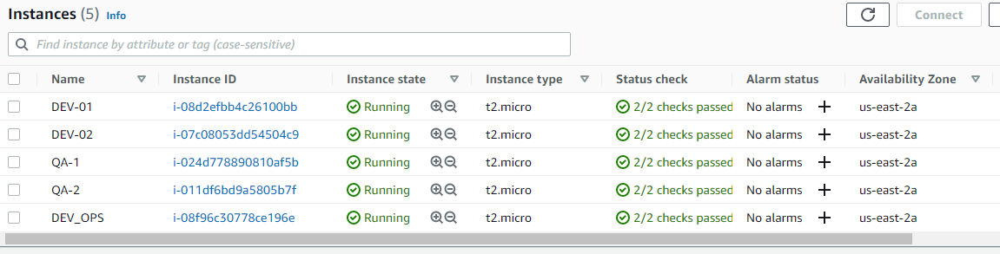 Instances (5) Info
Connect
Find instance by attribute or tag (case-sensitive)
Name Instance ID Instance state Instance type Status check Alarm status Availability Zone
DEV-01 i-08d2efbb4c26100bb Running t2.micro 2/2 checks passed No alarms + us-east-2a
DEV-02 i-07c08053dd54504c9 Running t2.micro 2/2 checks passed No alarms + us-east-2a
QA-1 i-024d778890810af5b Running t2.micro 2/2 checks passed No alarms + us-east-2a
QA-2 i-011df6bd9a5805b7f Running t2.micro 2/2 checks passed No alarms + us-east-2a
DEV_OPS i-08f96c30778ce196e Running t2.micro 2/2 checks passed No alarms + us-east-2a